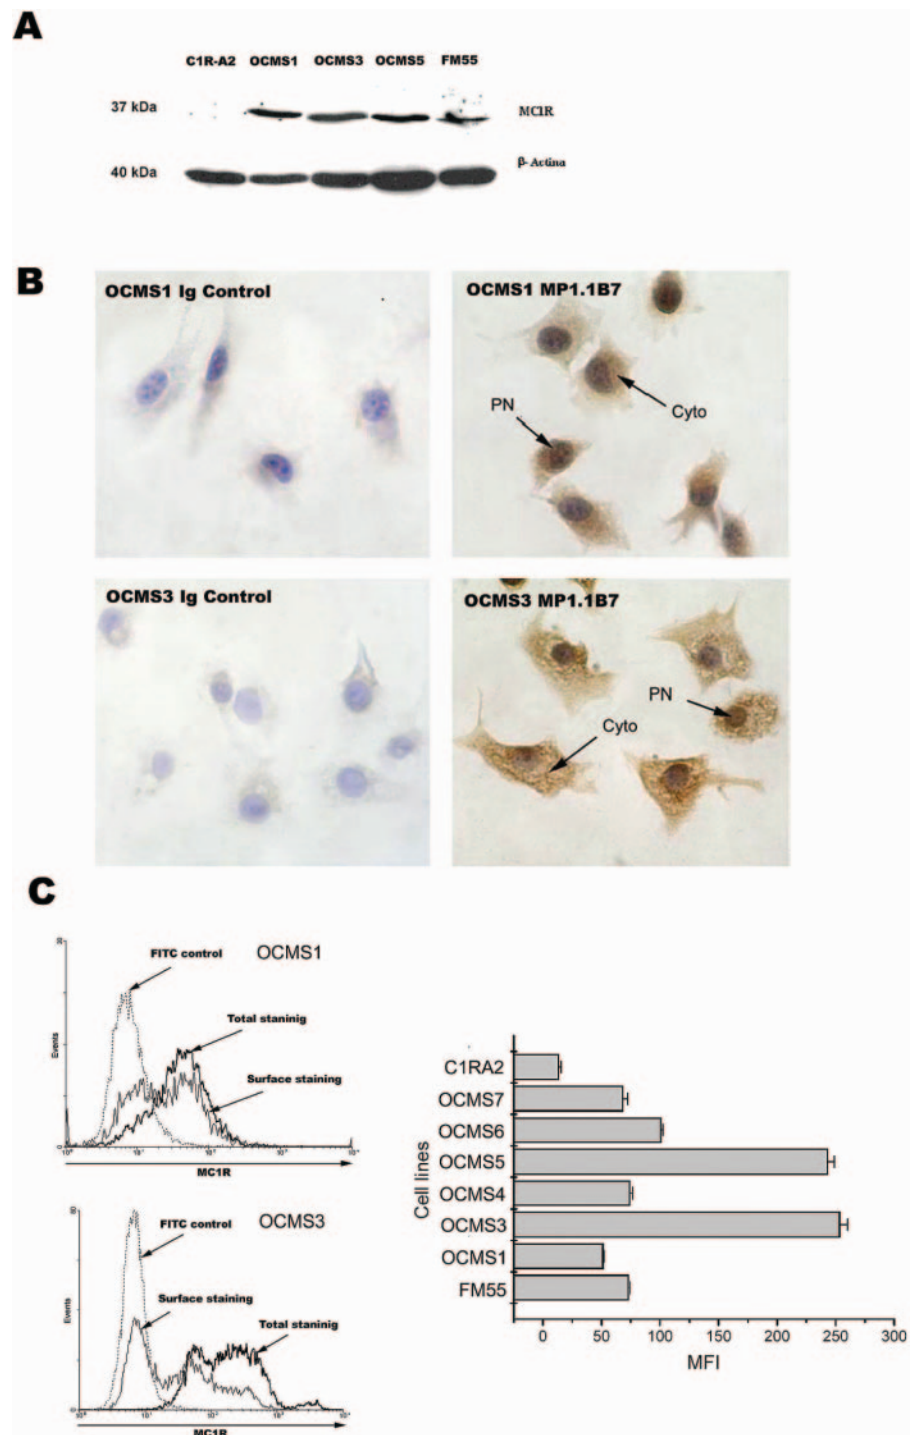 A
C1R-A2 OCMS1 OCMS3 OCMS5 FM55
37 kDa
MC1R
β-Actina
40 kDa
B
OCMS1 Ig Control
OCMS1 MP1.1B7
PN
Cyto
OCMS3 Ig Control
OCMS3 MP1.1B7
PN
Cyto
C
OCMS1
FITC control
Total staninig
Surface staining
Events
MC1R
OCMS3
FITC control
Surface staining
Total staninig
Events
MC1R
Cell lines
C1RA2
OCMS7
OCMS6
OCMS5
OCMS4
OCMS3
OCMS1
FM55
0 50 100 150 200 250 300
MFI